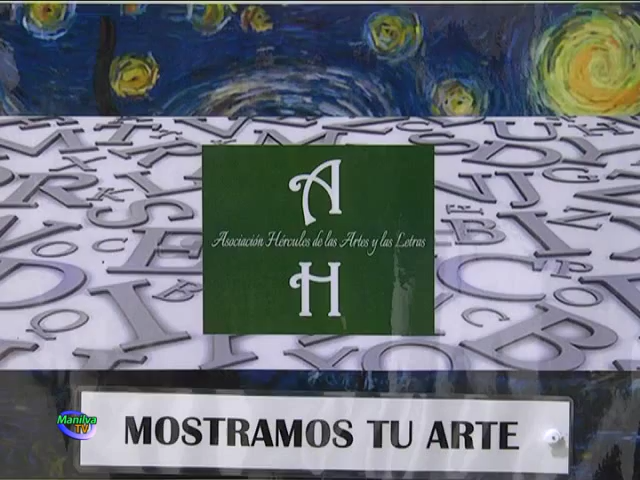 A
Asociación Hércules de las Artes y las Letras
H
Manilva
TV
MOSTRAMOS TU ARTE